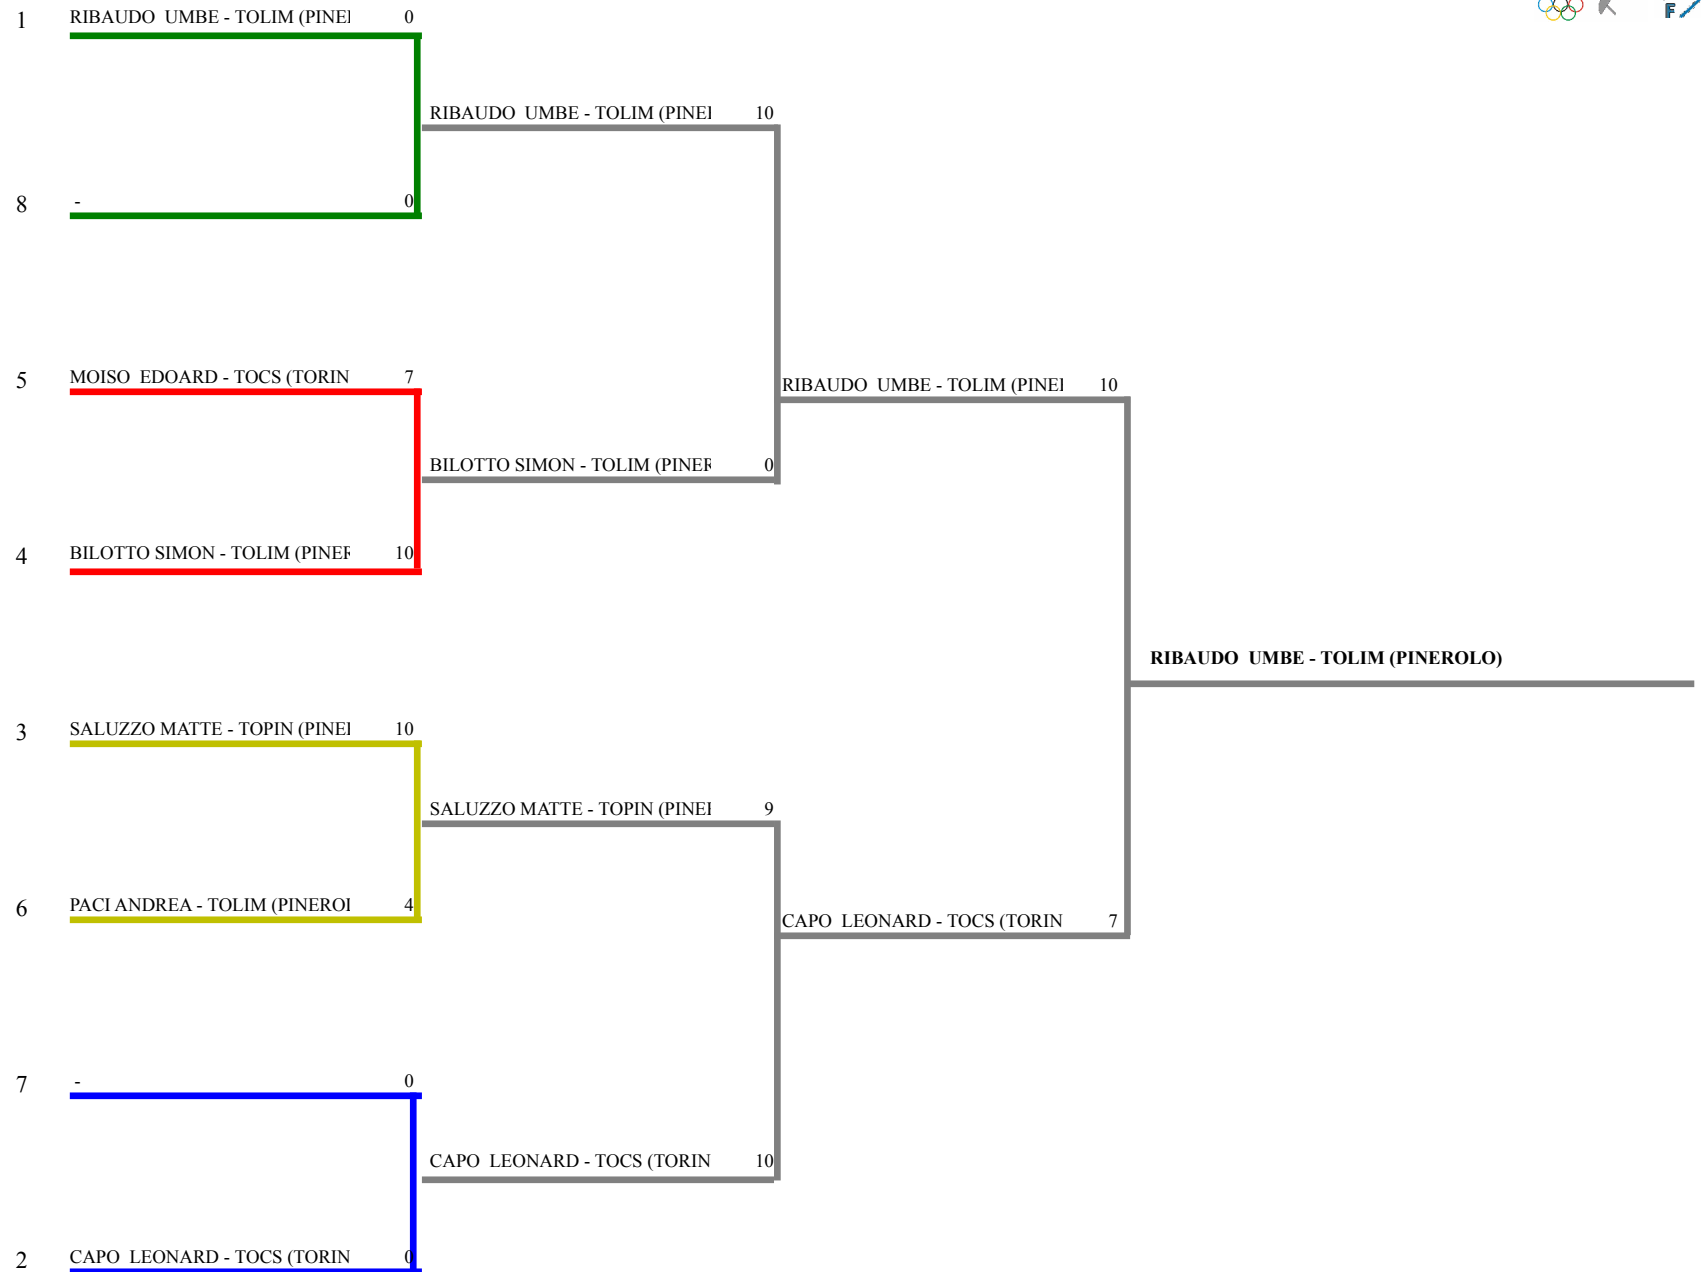 1 RIBAUDO UMBE - TOLIM (PINEI 0
RIBAUDO UMBE - TOLIM (PINEI 10
8 - 0
5 MOISO EDOARD - TOCS (TORIN 7
RIBAUDO UMBE - TOLIM (PINEI 10
BILOTTO SIMON - TOLIM (PINER 0
4 BILOTTO SIMON - TOLIM (PINER 10
RIBAUDO UMBE - TOLIM (PINEROLO)
3 SALUZZO MATTE - TOPIN (PINEI 10
SALUZZO MATTE - TOPIN (PINEI 9
6 PACI ANDREA - TOLIM (PINEROI 4
CAPO LEONARD - TOCS (TORIN 7
7 - 0
CAPO LEONARD - TOCS (TORIN 10
2 CAPO LEONARD - TOCS (TORIN 0
F